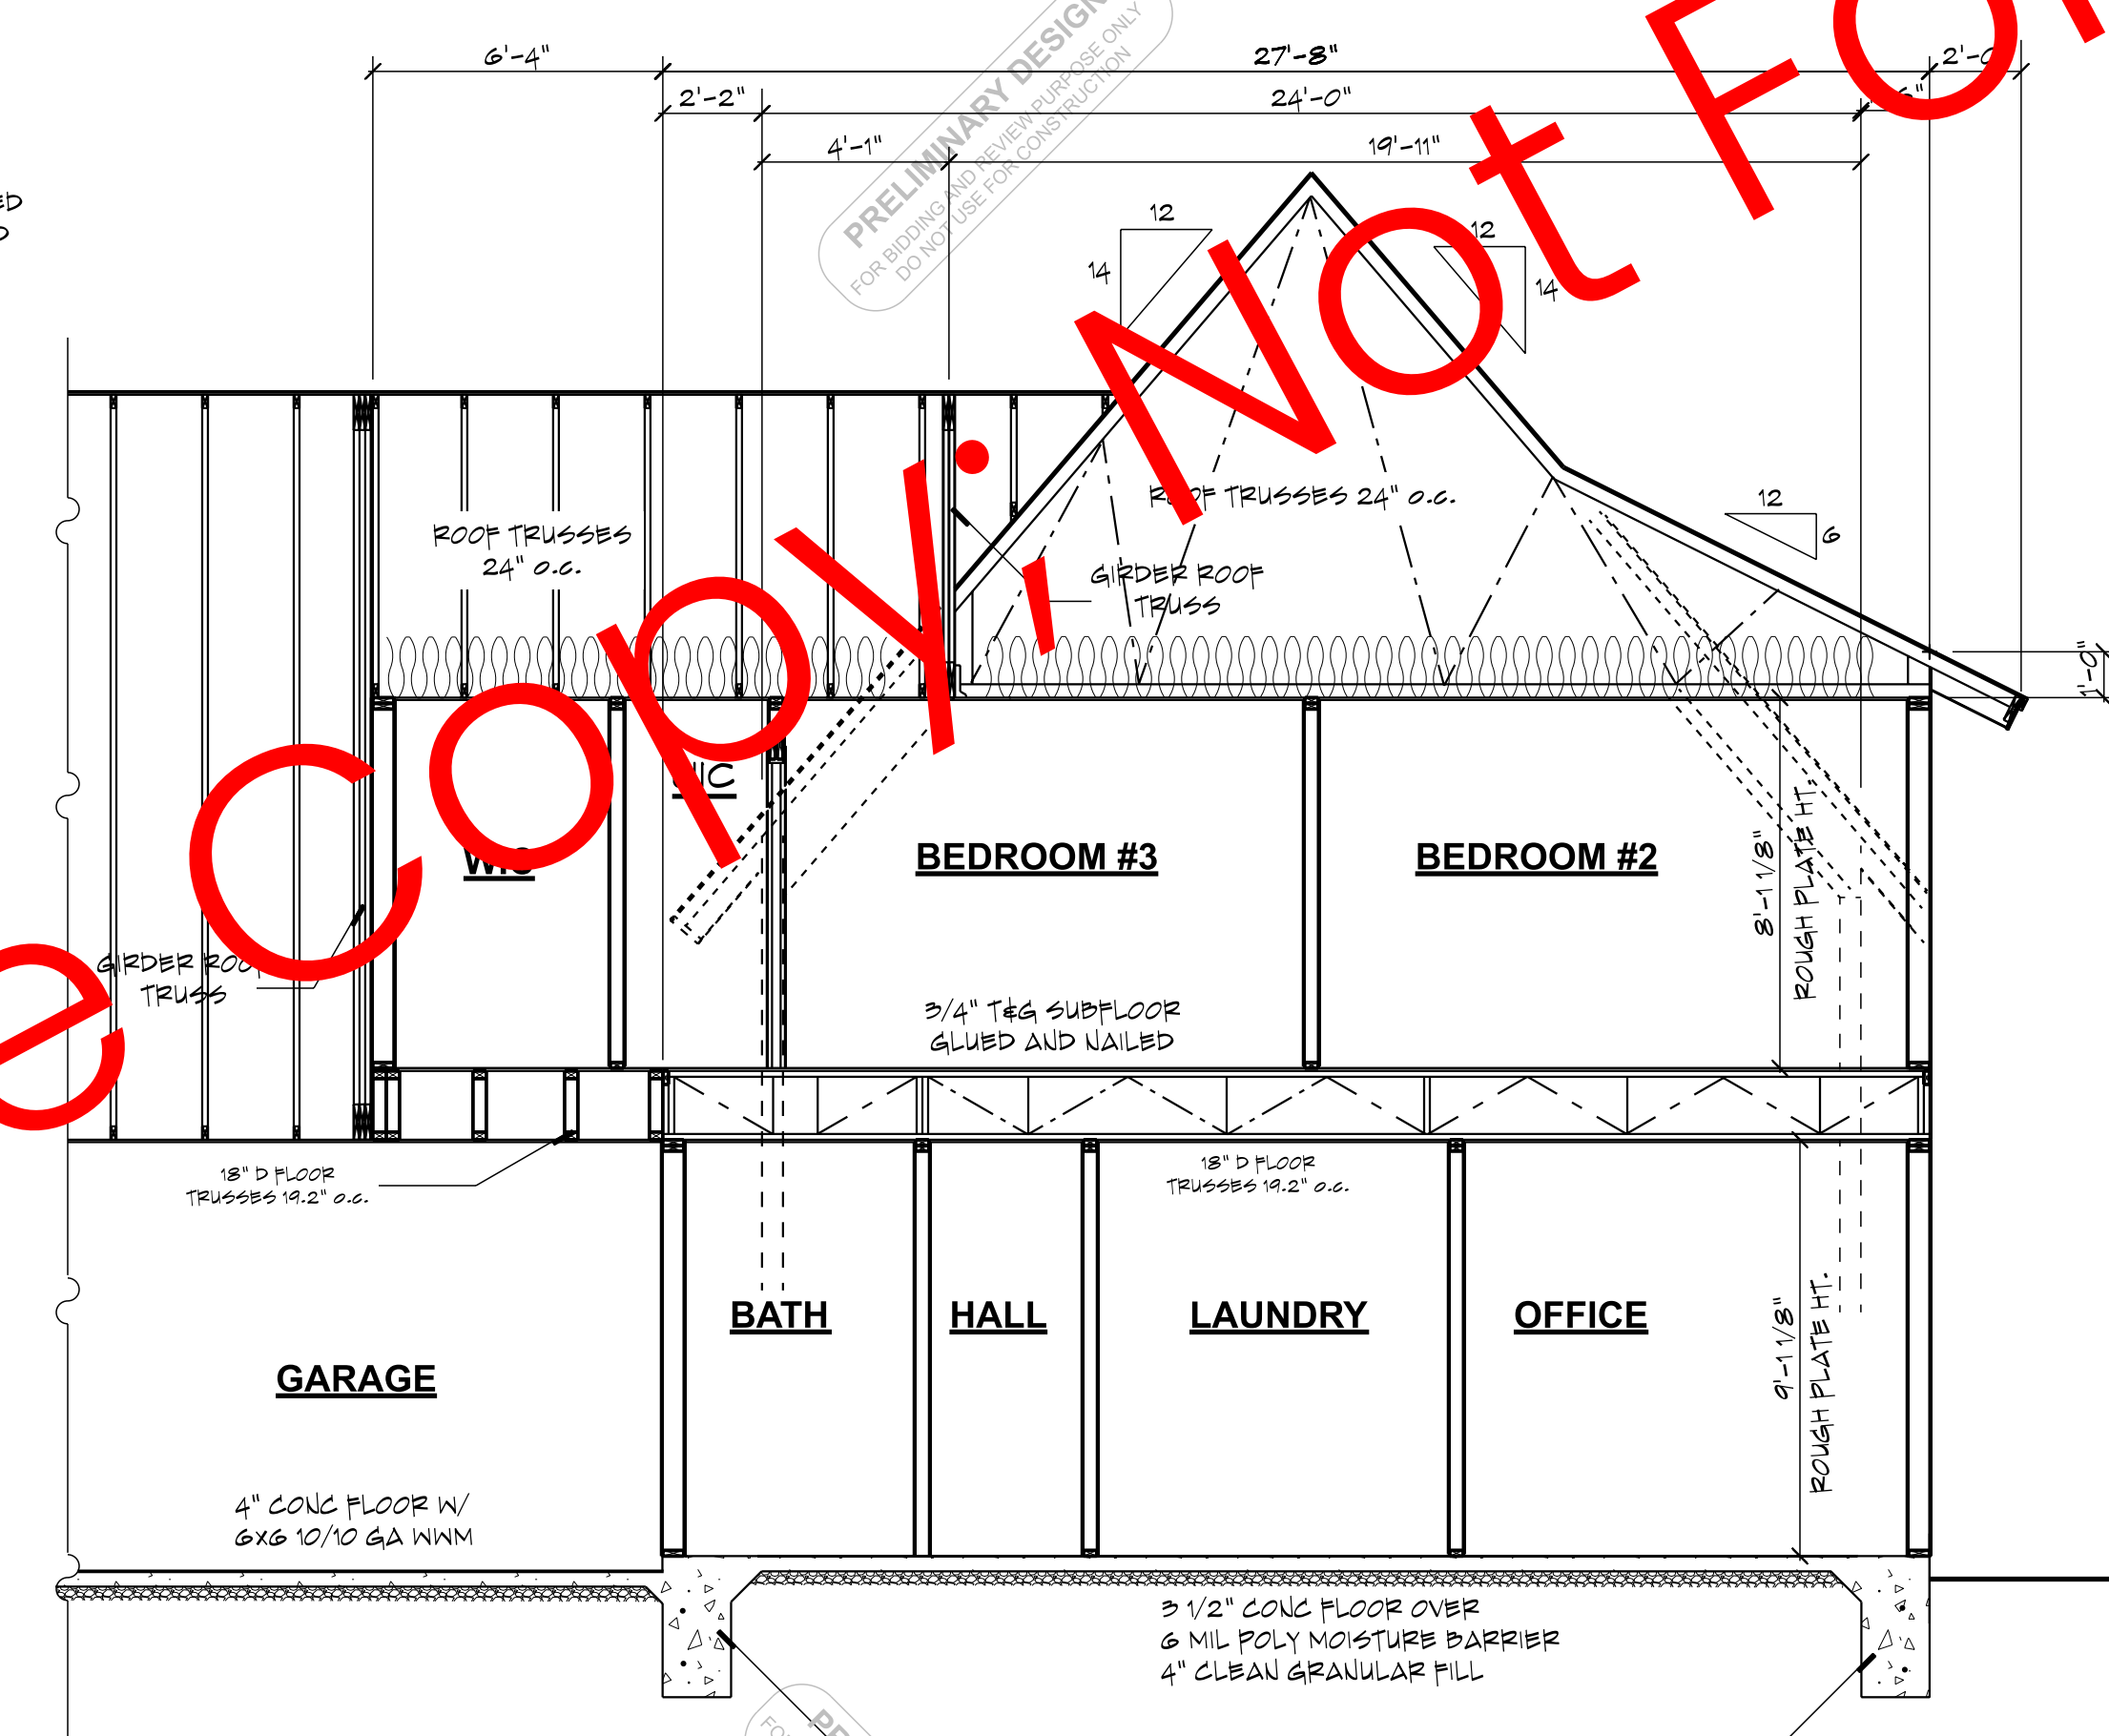 6'-4"
27'-8"
2'-2"
24'-0"
4'-1"
19'-11"
PRELIMINARY DESIGN
FOR BIDDING AND REVIEW PURPOSE ONLY
DO NOT USE FOR CONSTRUCTION
12
14
12
14
12
6
ROOF TRUSSES
24" O.C.
ROOF TRUSSES 24" O.C.
GIRDER ROOF
TRUSS
1'-0"
Copy; Not
WIC
BEDROOM #3
BEDROOM #2
8'-1 1/8"
ROUGH PLATE HT.
GIRDER ROOF
TRUSS
3/4" T&G SUBFLOOR
GLUED AND NAILED
18" D FLOOR
TRUSSES 19.2" O.C.
18" D FLOOR
TRUSSES 19.2" O.C.
BATH
HALL
LAUNDRY
OFFICE
GARAGE
9'-1 1/8"
ROUGH PLATE HT.
4" CONC FLOOR W/
6X6 10/10 GA WWM
3 1/2" CONC FLOOR OVER
6 MIL POLY MOISTURE BARRIER
4" CLEAN GRANULAR FILL